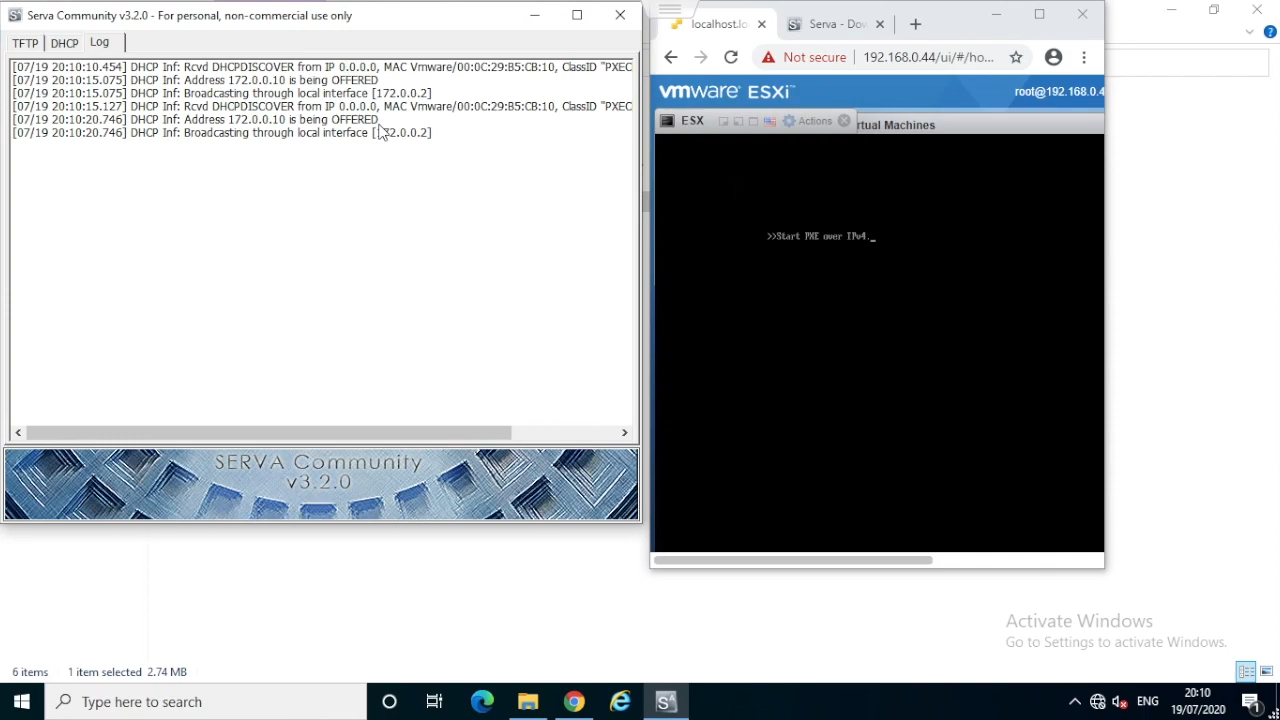 Serva Community v3.2.0 - For personal, non-commercial use only
TFTP DHCP Log
[07/19 20:10:10.454] DHCP Inf: Rcvd DHCPDISCOVER from IP 0.0.0.0, MAC Vmware/00:0C:29:B5:CB:10, ClassID "PXEC
[07/19 20:10:15.075] DHCP Inf: Address 172.0.0.10 is being OFFERED
[07/19 20:10:15.075] DHCP Inf: Broadcasting through local interface [172.0.0.2]
[07/19 20:10:15.127] DHCP Inf: Rcvd DHCPDISCOVER from IP 0.0.0.0, MAC Vmware/00:0C:29:B5:CB:10, ClassID "PXEC
[07/19 20:10:20.746] DHCP Inf: Address 172.0.0.10 is being OFFERED
[07/19 20:10:20.746] DHCP Inf: Broadcasting through local interface [172.0.0.2]
SERVA Community
v3.2.0
localhost.lo
Serva - Dov
Not secure 192.168.0.44/ui/#/ho...
vmware ESXi™
root@192.168.0.4
ESX Actions rtual Machines
>>Start PXE over IPv4._
Activate Windows
Go to Settings to activate Windows.
6 items 1 item selected 2.74 MB
Type here to search
ENG
20:10
19/07/2020
1